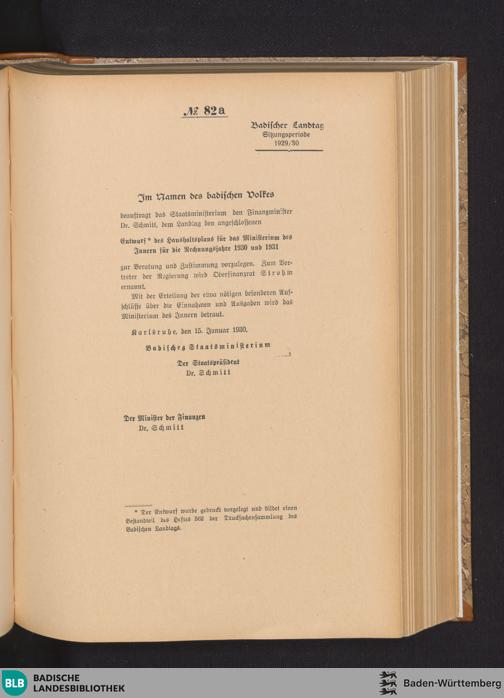 № 82a
Badischer Landtag
Sitzungsperiode
1929/30
Im Namen des badischen Volkes
beauftragt das Staatsministerium den Finanzminister
Dr. Schmitt, dem Landtag den angeschlossenen
Entwurf * des Haushaltsplans für das Ministerium des
Innern für die Rechnungsjahre 1930 und 1931
zur Beratung und Zustimmung vorzulegen. Zum Ver-
treter der Regierung wird Oberfinanzrat Strohm
ernannt.
Mit der Erteilung der etwa nötigen besonderen Auf-
schlüsse über die Einnahmen und Ausgaben wird das
Ministerium des Innern betraut.
Karlsruhe, den 15. Januar 1930.
Badisches Staatsministerium
Der Staatspräsident
Dr. Schmitt
Der Minister der Finanzen
Dr. Schmitt
* Der Entwurf wurde gedruckt vorgelegt und bildet einen
Bestandteil des Heftes der Drucksachensammlung des
Badischen Landtags.
BLB BADISCHE
LANDESBIBLIOTHEK
Baden-Württemberg